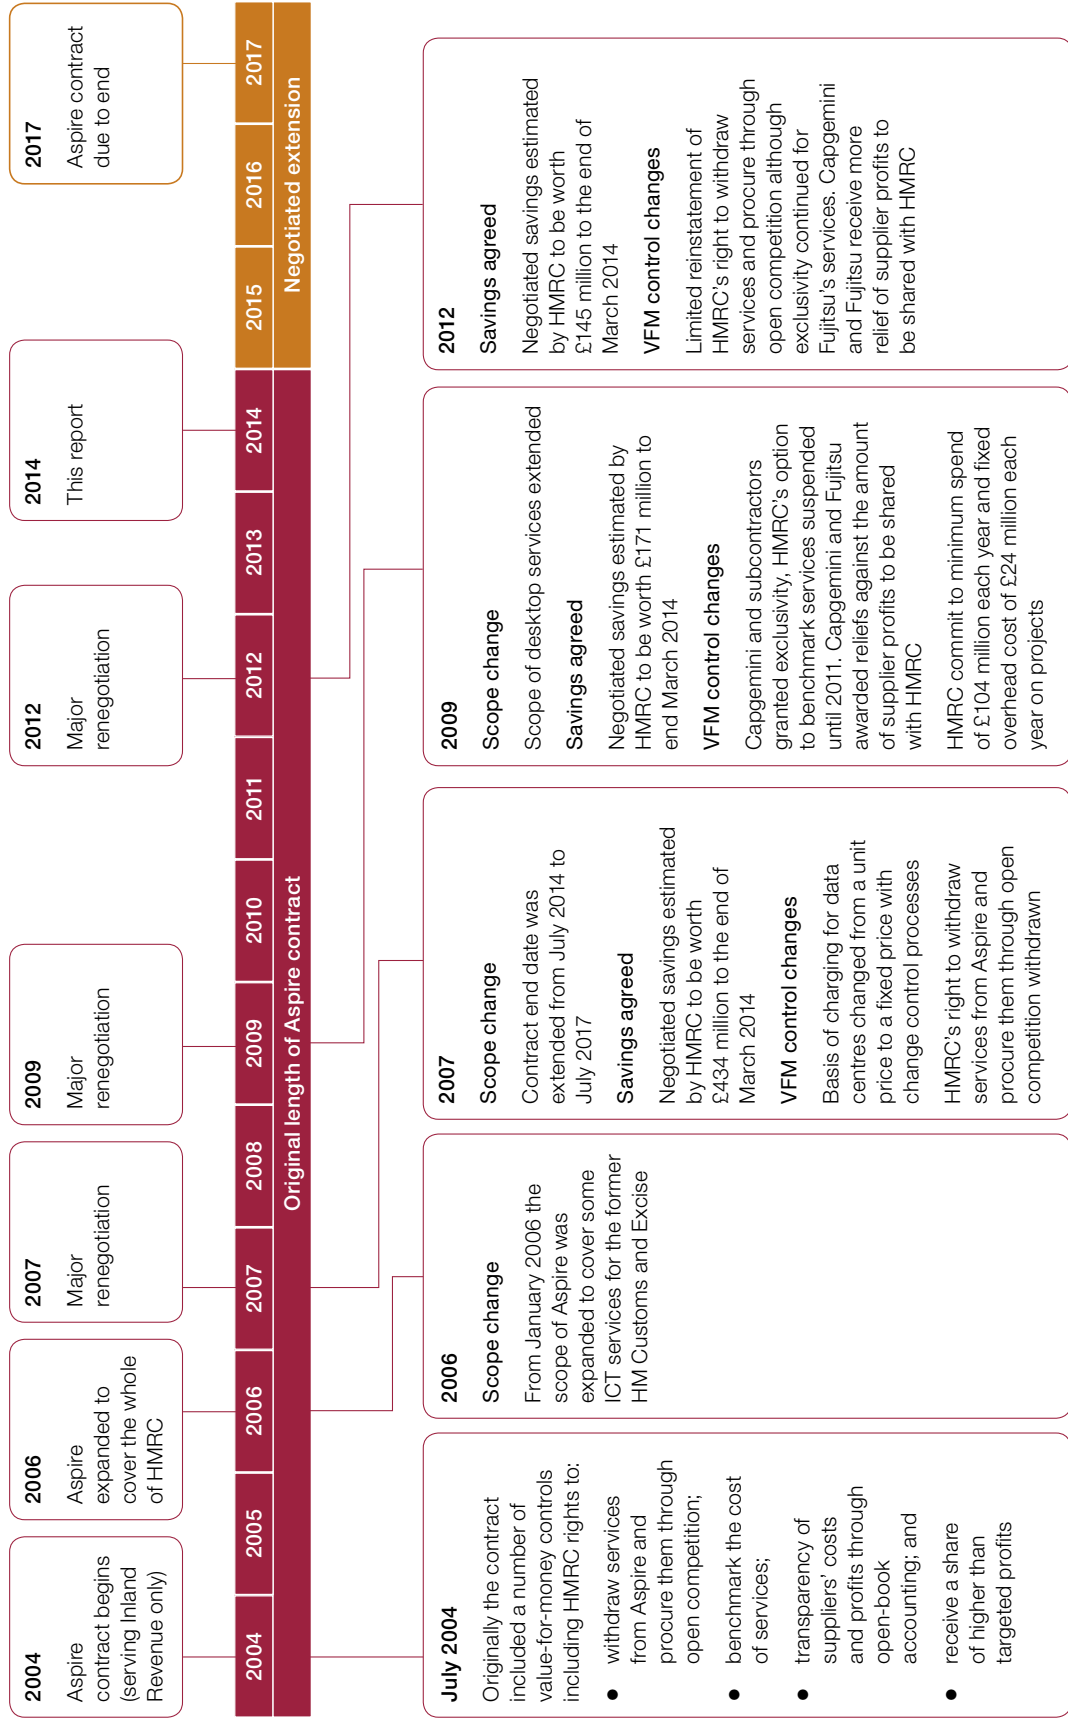 2004
Aspire
contract begins
(serving Inland
Revenue only)
2006
Aspire
expanded to
cover the whole
of HMRC
2007
Major
renegotiation
2009
Major
renegotiation
2012
Major
renegotiation
2014
This report
2017
Aspire contract
due to end
2004
2005
2006
2007
2008
2009
2010
2011
2012
2013
2014
2015
2016
2017
Original length of Aspire contract
Negotiated extension
July 2004
Originally the contract
included a number of
value-for-money controls
including HMRC rights to:
● withdraw services
from Aspire and
procure them through
open competition;
● benchmark the cost
of services;
● transparency of
suppliers’ costs
and profits through
open-book
accounting; and
● receive a share
of higher than
targeted profits
2006
Scope change
From January 2006 the
scope of Aspire was
expanded to cover some
ICT services for the former
HM Customs and Excise
2007
Scope change
Contract end date was
extended from July 2014 to
July 2017
Savings agreed
Negotiated savings estimated
by HMRC to be worth
£434 million to the end of
March 2014
VFM control changes
Basis of charging for data
centres changed from a unit
price to a fixed price with
change control processes
HMRC’s right to withdraw
services from Aspire and
procure them through open
competition withdrawn
2009
Scope change
Scope of desktop services extended
Savings agreed
Negotiated savings estimated by
HMRC to be worth £171 million to
end March 2014
VFM control changes
Capgemini and subcontractors
granted exclusivity, HMRC’s option
to benchmark services suspended
until 2011. Capgemini and Fujitsu
awarded reliefs against the amount
of supplier profits to be shared
with HMRC
HMRC commit to minimum spend
of £104 million each year and fixed
overhead cost of £24 million each
year on projects
2012
Savings agreed
Negotiated savings estimated
by HMRC to be worth
£145 million to the end of
March 2014
VFM control changes
Limited reinstatement of
HMRC’s right to withdraw
services and procure through
open competition although
exclusivity continued for
Fujitsu’s services. Capgemini
and Fujitsu receive more
relief of supplier profits to
be shared with HMRC